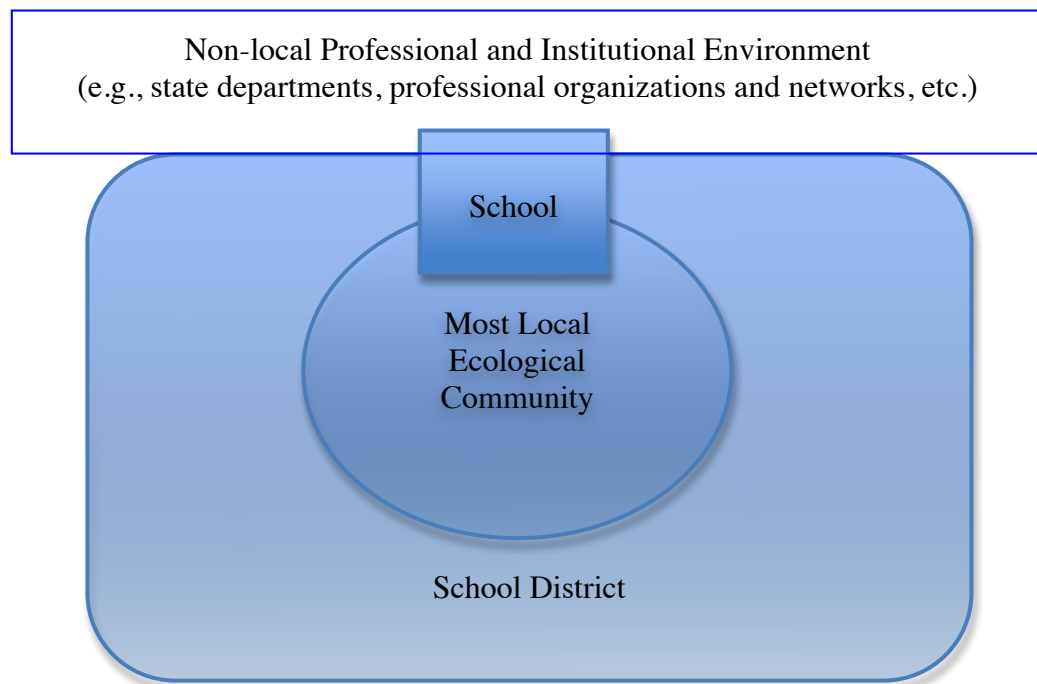 Non-local Professional and Institutional Environment
(e.g., state departments, professional organizations and networks, etc.)
School
Most Local
Ecological
Community
School District